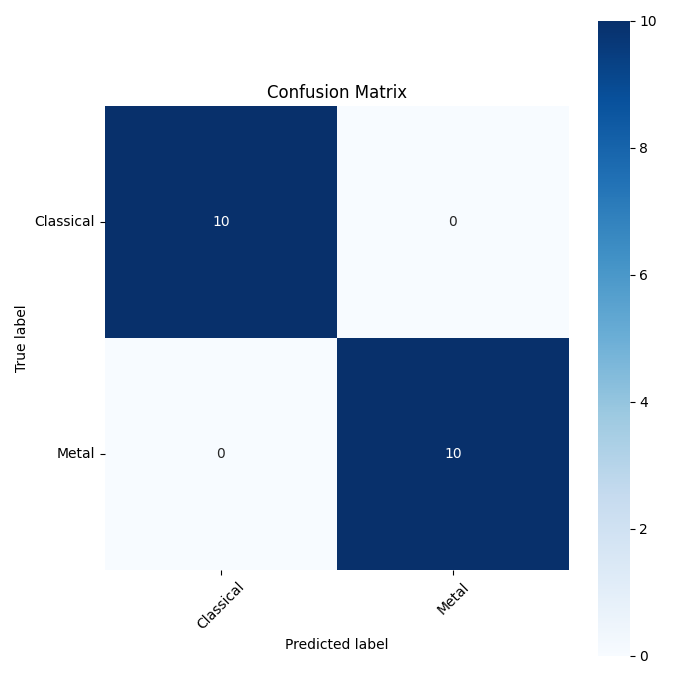 Confusion Matrix
True label
Classical
10
0
Metal
0
10
Classical
Metal
Predicted label
10
8
6
4
2
0